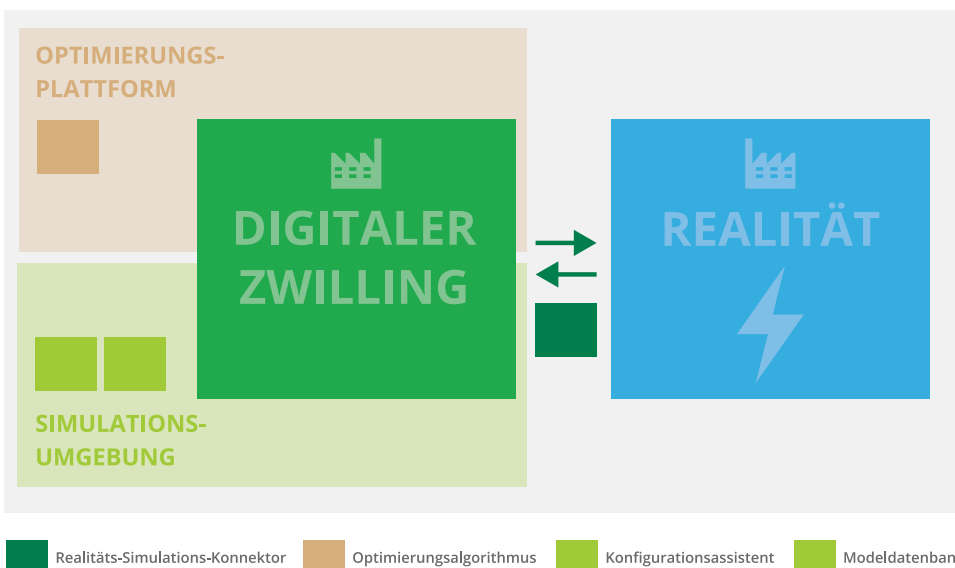 OPTIMIERUNGS-
PLATTFORM
DIGITALER
ZWILLING
REALITÄT
SIMULATIONS-
UMGEBUNG
Realitäts-Simulations-Konnektor
Optimierungsalgorithmus
Konfigurationsassistent
Modeldatenban